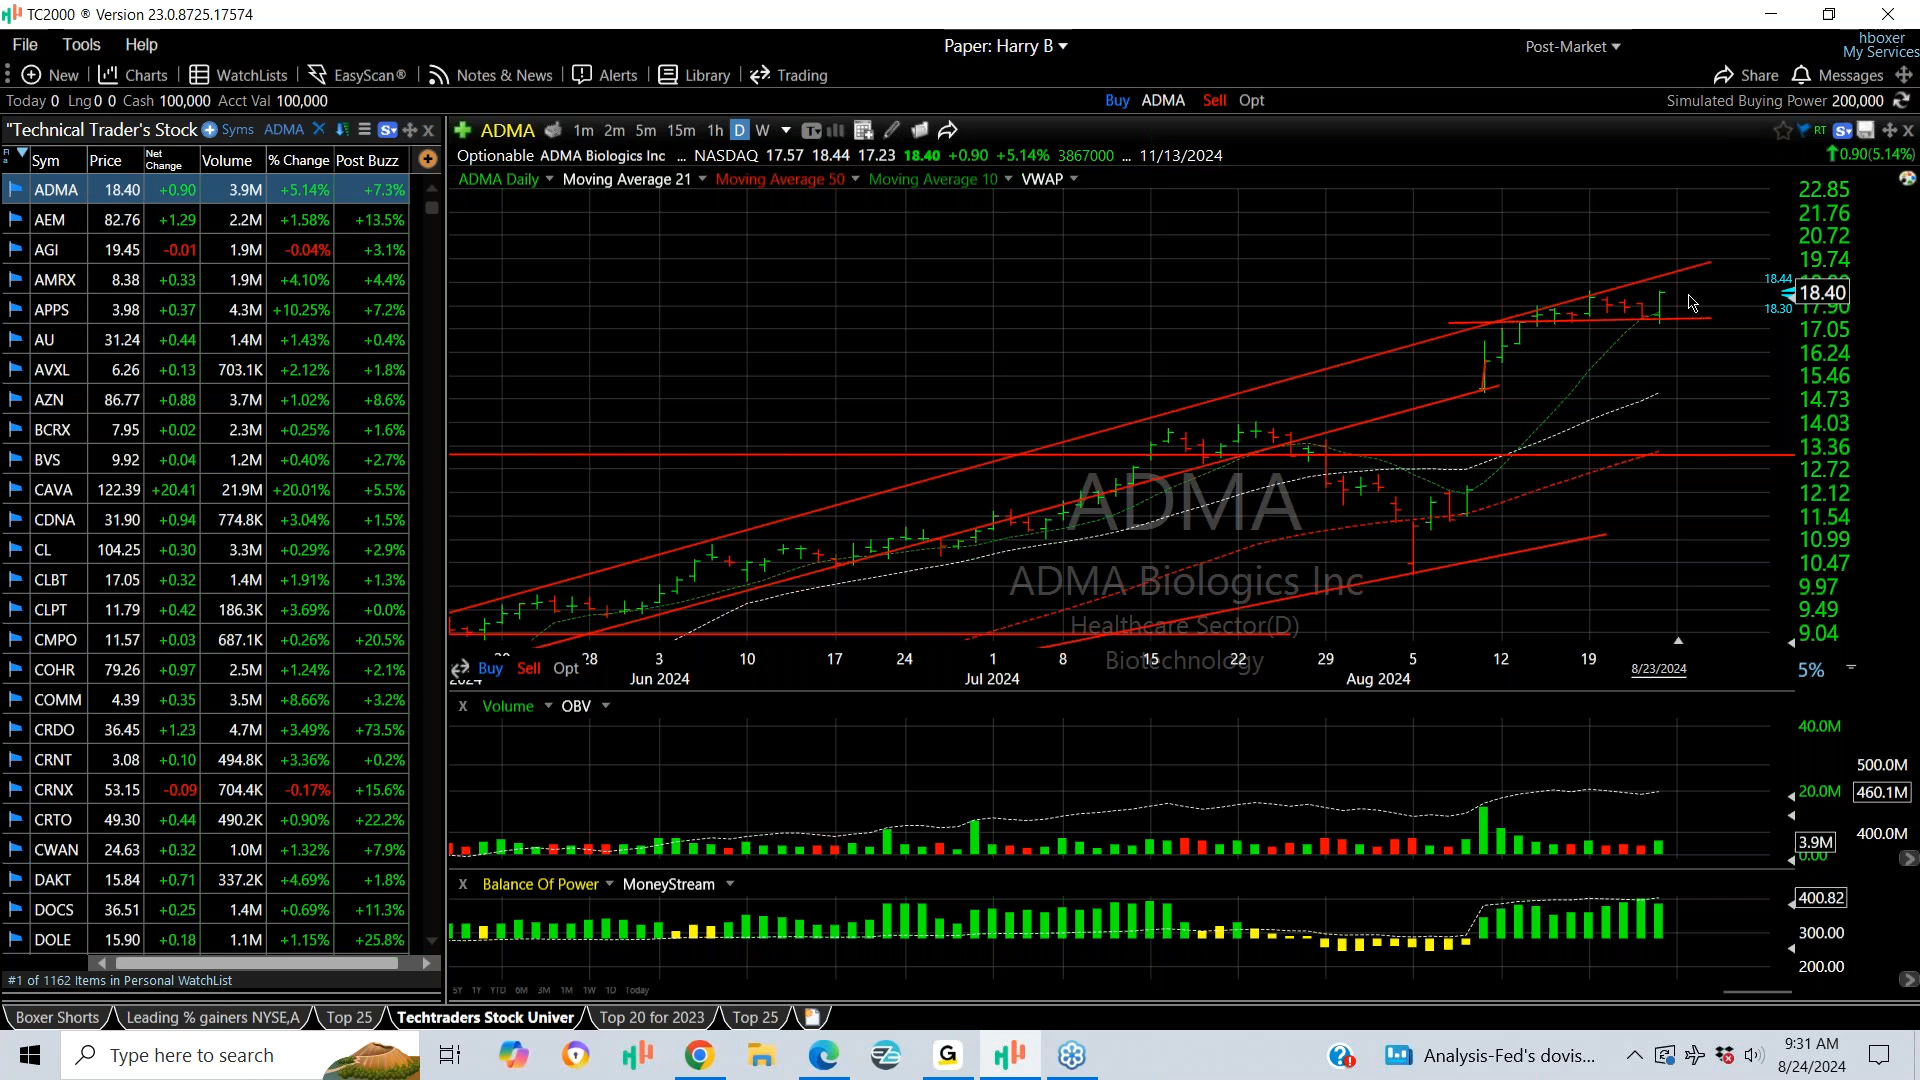 TC2000 ® Version 23.0.8725.17574
File Tools Help
Paper: Harry B
Post-Market
hboxer
My Services
New Charts WatchLists EasyScan® Notes & News Alerts Library Trading
Share Messages
Today 0 Lng 0 0 Cash 100,000 Acct Val 100,000
Buy ADMA Sell Opt
Simulated Buying Power 200,000
"Technical Trader's Stock Syms ADMA
ADMA 1m 2m 5m 15m 1h D W
RT
Sym Price Net Change Volume % Change Post Buzz
Optionable ADMA Biologics Inc ... NASDAQ 17.57 18.44 17.23 18.40 +0.90 +5.14% 3867000 ... 11/13/2024
0.90(5.14%)
ADMA Daily Moving Average 21 Moving Average 50 Moving Average 10 VWAP
ADMA 18.40 +0.90 3.9M +5.14% +7.3%
AEM 82.76 +1.29 2.2M +1.58% +13.5%
AGI 19.45 -0.01 1.9M -0.04% +3.1%
AMRX 8.38 +0.33 1.9M +4.10% +4.4%
APPS 3.98 +0.37 4.3M +10.25% +7.2%
AU 31.24 +0.44 1.4M +1.43% +0.4%
AVXL 6.26 +0.13 703.1K +2.12% +1.8%
AZN 86.77 +0.88 3.7M +1.02% +8.6%
BCRX 7.95 +0.02 2.3M +0.25% +1.6%
BVS 9.92 +0.04 1.2M +0.40% +2.7%
CAVA 122.39 +20.41 21.9M +20.01% +5.5%
CDNA 31.90 +0.94 774.8K +3.04% +1.5%
CL 104.25 +0.30 3.3M +0.29% +2.9%
CLBT 17.05 +0.32 1.4M +1.91% +1.3%
CLPT 11.79 +0.42 186.3K +3.69% +0.0%
CMPO 11.57 +0.03 687.1K +0.26% +20.5%
COHR 79.26 +0.97 2.5M +1.24% +2.1%
COMM 4.39 +0.35 3.5M +8.66% +3.2%
CRDO 36.45 +1.23 4.7M +3.49% +73.5%
CRNT 3.08 +0.10 494.8K +3.36% +0.2%
CRNX 53.15 -0.09 704.4K -0.17% +15.6%
CRTO 49.30 +0.44 490.2K +0.90% +22.2%
CWAN 24.63 +0.32 1.0M +1.32% +7.9%
DAKT 15.84 +0.71 337.2K +4.69% +1.8%
DOCS 36.51 +0.25 1.4M +0.69% +11.3%
DOLE 15.90 +0.18 1.1M +1.15% +25.8%
#1 of 1162 Items in Personal WatchList
22.85
21.76
20.72
19.74
18.44
18.40
18.30
17.90
17.05
16.24
15.46
14.73
14.03
13.36
12.72
12.12
11.54
10.99
10.47
9.97
9.49
9.04
ADMA
ADMA Biologics Inc
Healthcare Sector(D)
Biotechnology
28 3 10 17 24 1 8 15 22 29 5 12 19 8/23/2024
Buy Sell Opt
5%
2024 Jun 2024 Jul 2024 Aug 2024
X Volume OBV
40.0M
500.0M
20.0M
460.1M
400.0M
3.9M
0.00
X Balance Of Power MoneyStream
400.82
300.00
200.00
5Y 1Y YTD 6M 3M 1M 1W 1D Today
Boxer Shorts Leading % gainers NYSE,A Top 25 Techtraders Stock Univer Top 20 for 2023 Top 25
Type here to search
Analysis-Fed's dovis...
9:31 AM
8/24/2024